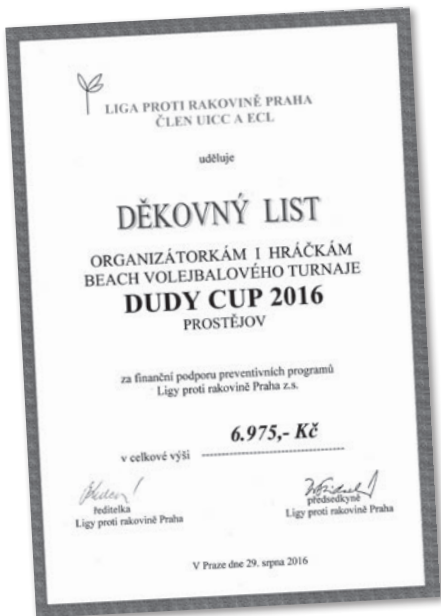 LIGA PROTI RAKOVINĚ PRAHA
ČLEN UICC A ECL
uděluje
DĚKOVNÝ LIST
ORGANIZÁTORKÁM I HRÁČKÁM
BEACH VOLEJBALOVÉHO TURNAJE
DUDY CUP 2016
PROSTĚJOV
za finanční podporu preventivních programů
Ligy proti rakovině Praha z.s.
v celkové výši 6.975,- Kč
ředitelka
Ligy proti rakovině Praha
předsedkyně
Ligy proti rakovině Praha
V Praze dne 29. srpna 2016